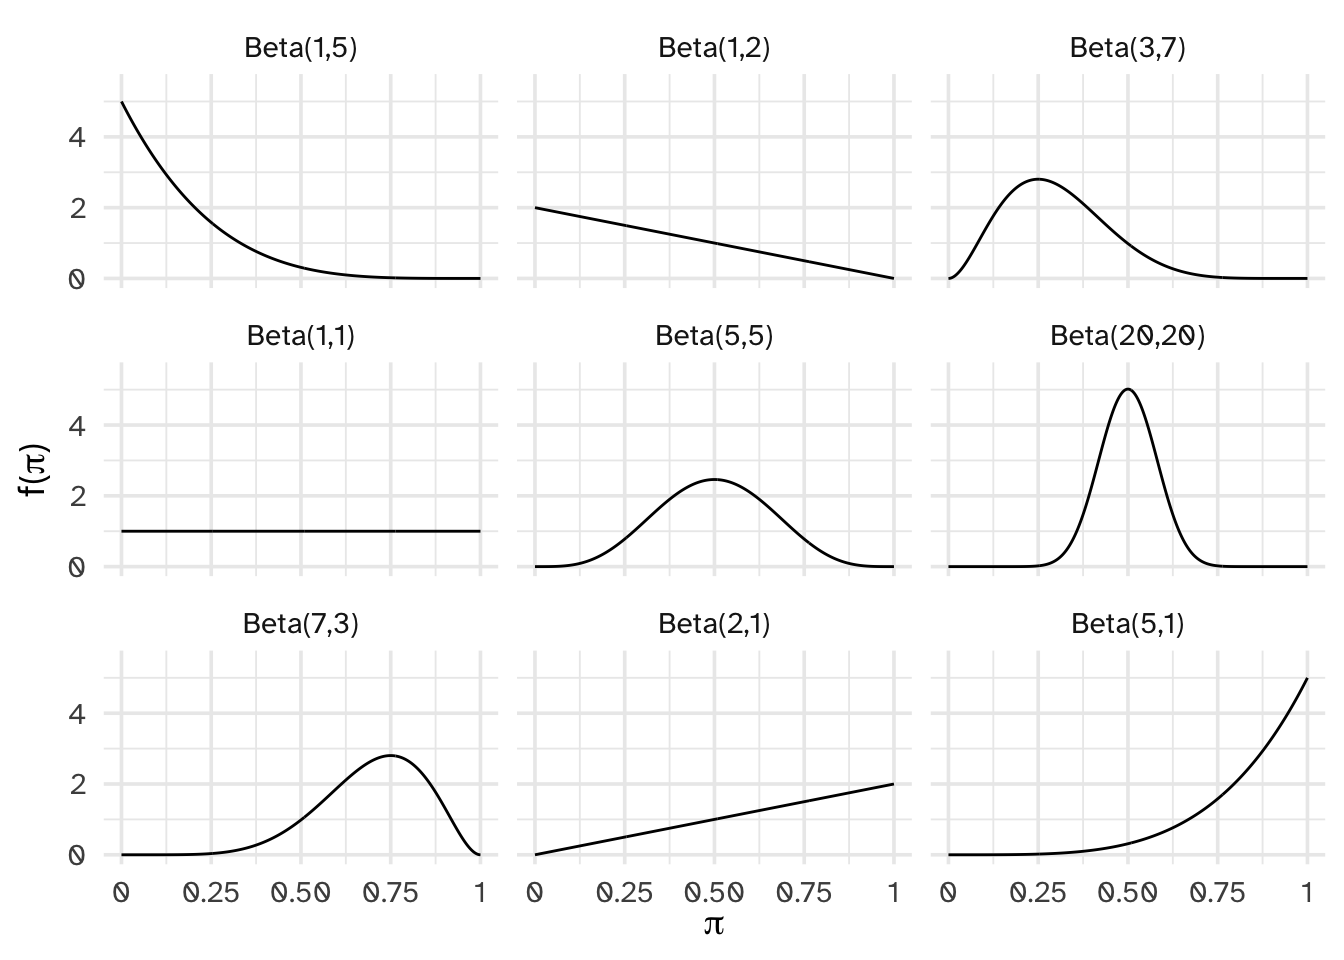 Beta(1,5) Beta(1,2) Beta(3,7)
4
2
0
Beta(1,1) Beta(5,5) Beta(20,20)
4
2
0
f(π)
Beta(7,3) Beta(2,1) Beta(5,1)
4
2
0
0 0.25 0.50 0.75 1 0 0.25 0.50 0.75 1 0 0.25 0.50 0.75 1
π